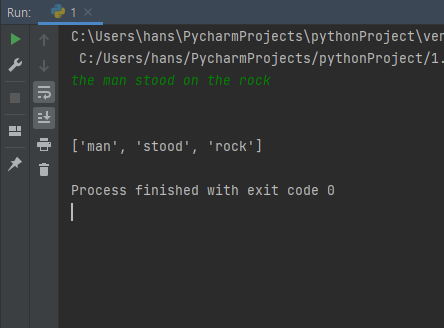 Run:
1
C:\Users\hans\PycharmProjects\pythonProject\ver
C:/Users/hans/PycharmProjects/pythonProject/1.
the man stood on the rock
['man', 'stood', 'rock']
Process finished with exit code 0